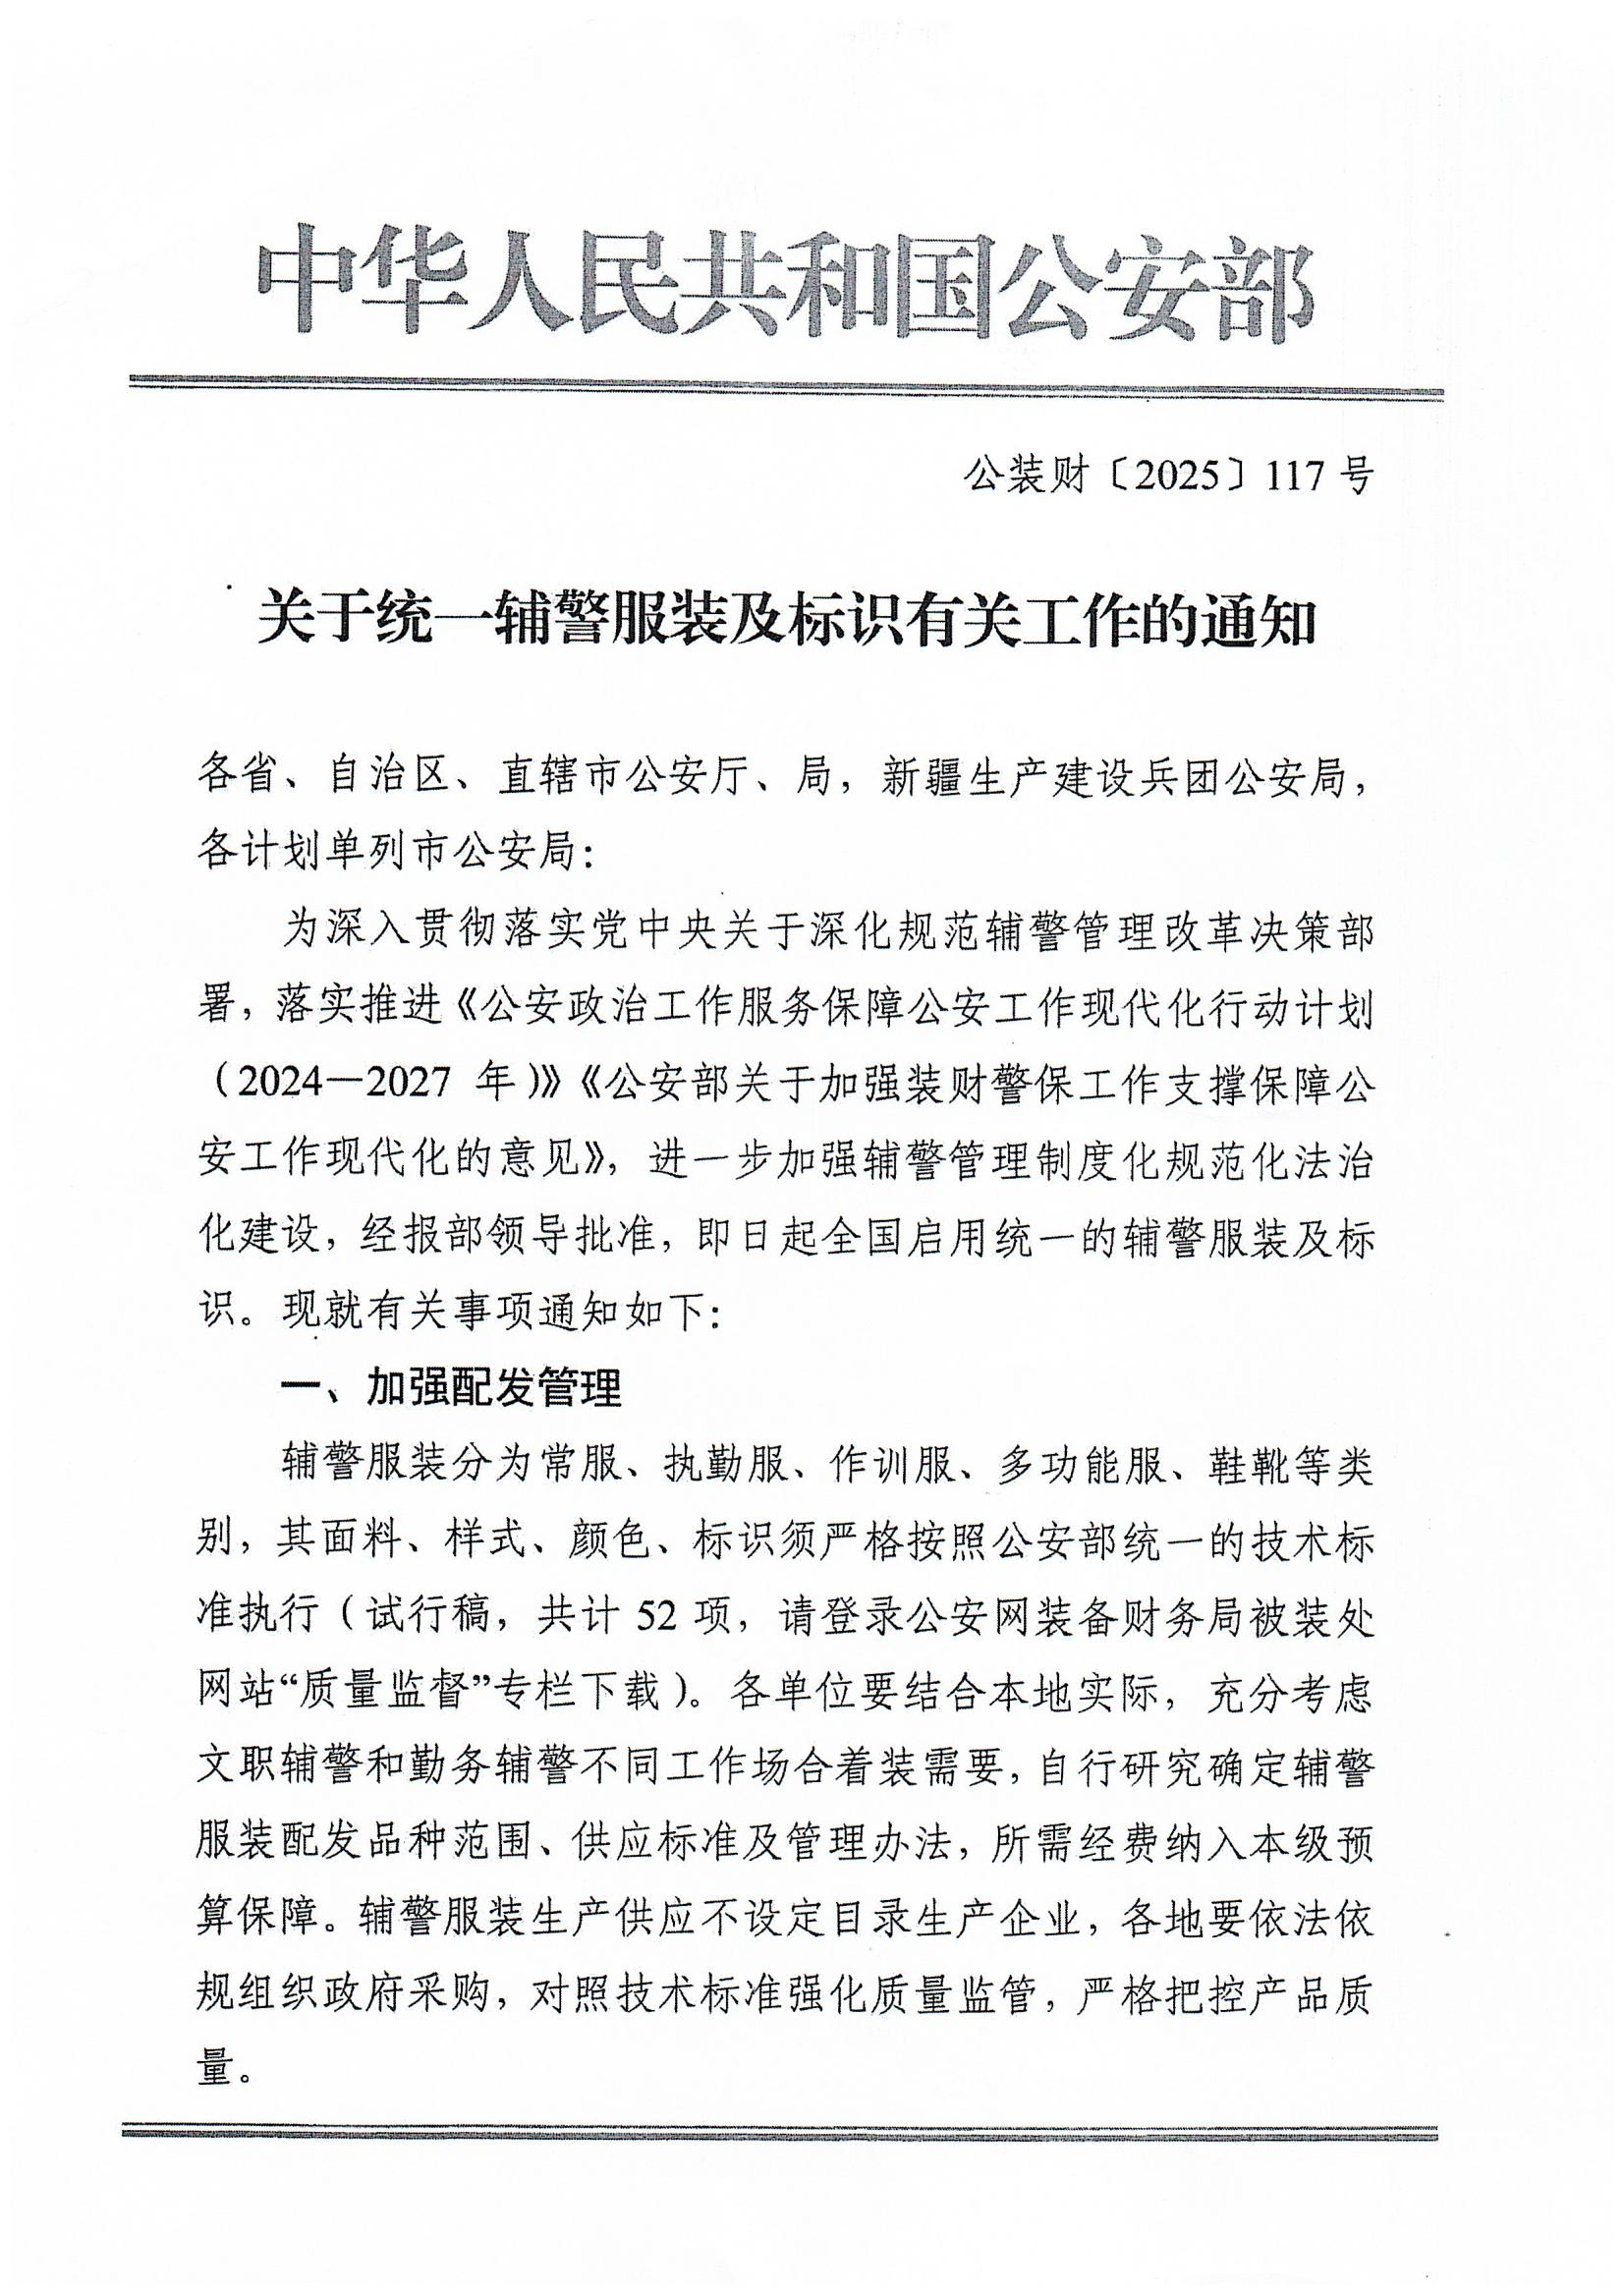 中华人民共和国公安部
公装财〔2025〕117 号
关于统一辅警服装及标识有关工作的通知
各省、自治区、直辖市公安厅、局，新疆生产建设兵团公安局，
各计划单列市公安局：
为深入贯彻落实党中央关于深化规范辅警管理改革决策部
署，落实推进《公安政治工作服务保障公安工作现代化行动计划
（2024—2027 年）》《公安部关于加强装财警保工作支撑保障公
安工作现代化的意见》，进一步加强辅警管理制度化规范化法治
化建设，经报部领导批准，即日起全国启用统一的辅警服装及标
识。现就有关事项通知如下：
一、加强配发管理
辅警服装分为常服、执勤服、作训服、多功能服、鞋靴等类
别，其面料、样式、颜色、标识须严格按照公安部统一的技术标
准执行（试行稿，共计 52 项，请登录公安网装备财务局被装处
网站“质量监督”专栏下载）。各单位要结合本地实际，充分考虑
文职辅警和勤务辅警不同工作场合着装需要，自行研究确定辅警
服装配发品种范围、供应标准及管理办法，所需经费纳入本级预
算保障。辅警服装生产供应不设定目录生产企业，各地要依法依
规组织政府采购，对照技术标准强化质量监管，严格把控产品质
量。